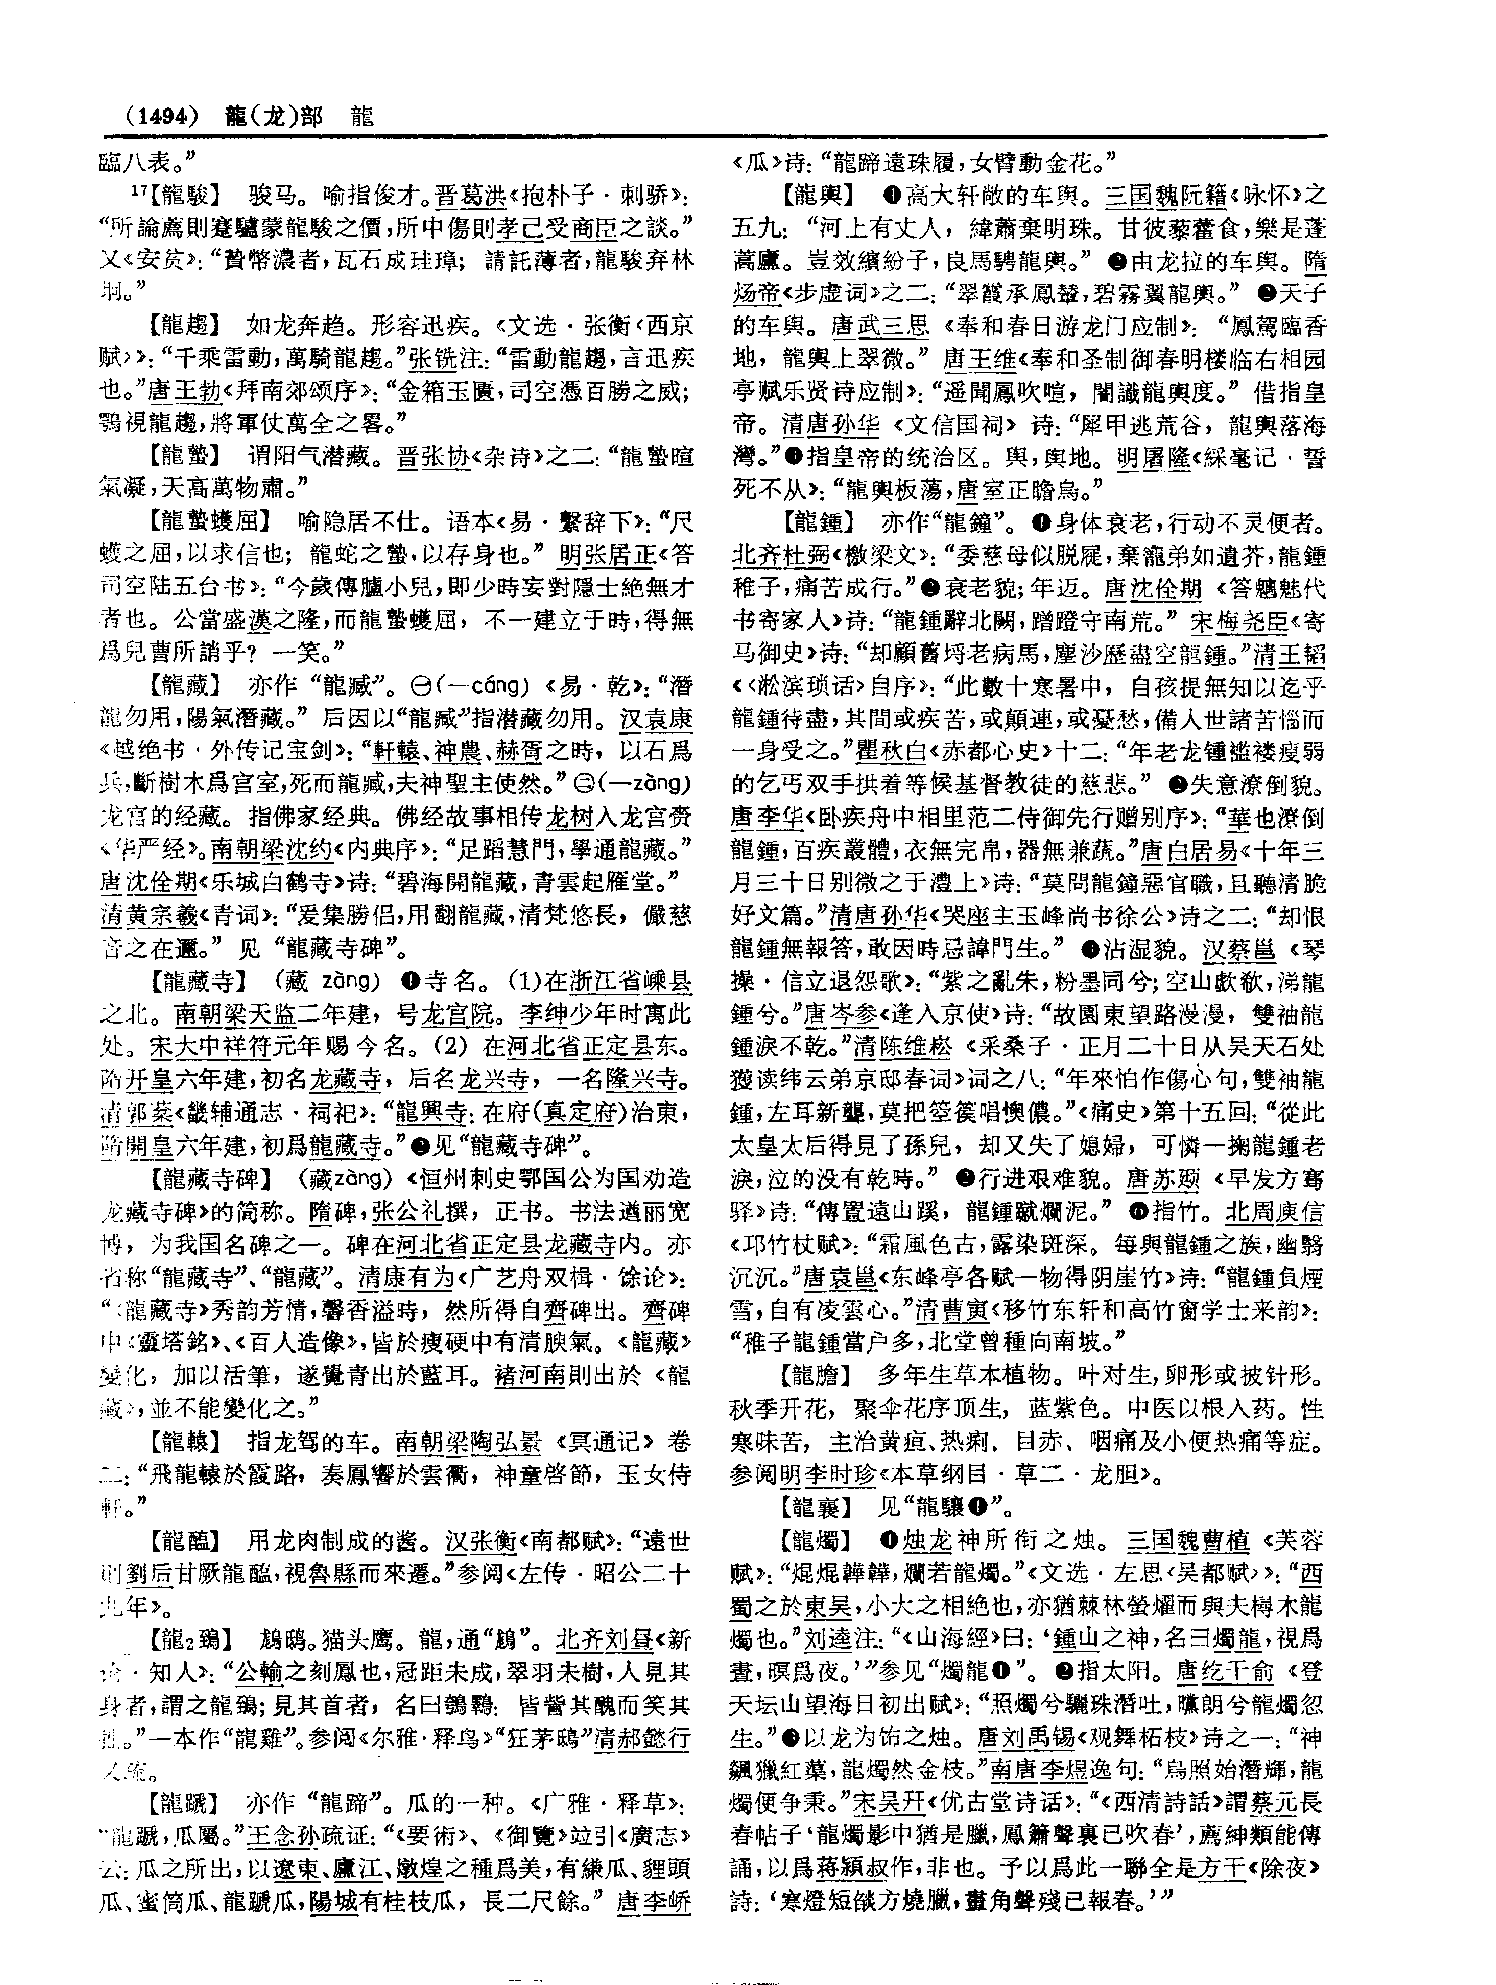 (1494) 龍(龙)部 龍
臨八表。”
17【龍駿】 骏马。喻指俊才。晋葛洪《抱朴子·刺骄》:
“所論薦則蹇驢蒙龍駿之價,所中傷則孝己受商臣之談。”
又《安贫》:“贄幣濃者,瓦石成珪璋; 請託薄者,龍駿弃林
坰。”
【龍趨】 如龙奔趋。形容迅疾。《文选·张衡〈西京
赋〉》:“千乘雷動,萬騎龍趨。”张铣注:“雷動龍趨,言迅疾
也。”唐王勃《拜南郊颂序》:“金箱玉匱,司空憑百勝之威;
鶚視龍趨,將軍仗萬全之畧。”
【龍蟄】 谓阳气潜藏。晋张协《杂诗》之二:“龍蟄暄
氣凝,天高萬物肅。”
【龍蟄蠖屈】 喻隐居不仕。语本《易·繫辞下》:“尺
蠖之屈,以求信也; 龍蛇之蟄,以存身也。” 明张居正《答
司空陆五台书》:“今歲傳臚小兒,即少時妄對隱士絶無才
者也。公當盛漢之隆,而龍蟄蠖屈, 不一建立于時,得無
爲兒曹所誚乎? 一笑。”
【龍藏】 亦作 “龍臧”。㊀(—cáng) 《易·乾》:“潛
龍勿用,陽氣潛藏。” 后因以“龍臧”指潜藏勿用。汉袁康
《越绝书·外传记宝剑》:“軒轅、神農、赫胥之時, 以石爲
兵,斷樹木爲宫室,死而龍臧,夫神聖主使然。”㊁(—zàng)
龙宫的经藏。指佛家经典。佛经故事相传龙树入龙宫赍
《华严经》。南朝梁沈约《内典序》:“足蹈慧門,學通龍藏。”
唐沈佺期《乐城白鹤寺》诗:“碧海開龍藏,青雲起雁堂。”
清黄宗羲《青词》:“爰集勝侣,用翻龍藏,清梵悠長, 儼慈
音之在邇。” 见 “龍藏寺碑”。
【龍藏寺】 (藏 zàng) ❶寺名。(1)在浙江省嵊县
之北。南朝梁天监二年建, 号龙宫院。李绅少年时寓此
处。宋大中祥符元年赐今名。(2) 在河北省正定县东。
隋开皇六年建,初名龙藏寺, 后名龙兴寺, 一名隆兴寺。
清郭棻《畿辅通志·祠祀》:“龍興寺: 在府(真定府)治東,
隋開皇六年建,初爲龍藏寺。”❷见“龍藏寺碑”。
【龍藏寺碑】 (藏zàng) 《恒州刺史鄂国公为国劝造
龙藏寺碑》的简称。隋碑,张公礼撰, 正书。书法遒丽宽
博, 为我国名碑之一。碑在河北省正定县龙藏寺内。亦
省称“龍藏寺”、“龍藏”。清康有为《广艺舟双楫·馀论》:
“《龍藏寺》秀韵芳情,馨香溢時, 然所得自齊碑出。齊碑
中《靈塔銘》、《百人造像》,皆於瘦硬中有清腴氣。《龍藏》
變化, 加以活筆, 遂覺青出於藍耳。褚河南則出於 《龍
藏》,並不能變化之。”
【龍轅】 指龙驾的车。南朝梁陶弘景 《冥通记》 卷
二:“飛龍轅於霞路, 奏鳳響於雲衢, 神童啓節, 玉女侍
軒。”
【龍醢】 用龙肉制成的酱。汉张衡《南都赋》:“遠世
則劉后甘厥龍醢,視魯縣而來遷。”参阅《左传·昭公二十
九年》。
【龍2鵄】 鵋鸱。猫头鹰。龍,通“鵋”。北齐刘昼《新
论·知人》:“公輸之刻鳳也,冠距未成,翠羽未樹,人見其
身者,謂之龍鵄; 見其首者, 名曰鴮鸅; 皆訾其醜而笑其
拙。”一本作“龍雞”。参阅《尔雅·释鸟》“狂茅鴟”清郝懿行
义疏。
【龍蹏】 亦作 “龍蹄”。瓜的一种。《广雅·释草》:
“龍蹏,瓜屬。”王念孙疏证:“《要術》、《御覽》竝引《廣志》
云: 瓜之所出,以遼東、廬江、燉煌之種爲美,有縑瓜、貍頭
瓜、蜜筒瓜、龍蹏瓜,陽城有桂枝瓜, 長二尺餘。” 唐李峤
《瓜》诗:“龍蹄遠珠履,女臂動金花。”
【龍輿】 ❶高大轩敞的车舆。三国魏阮籍《咏怀》之
五九: “河上有丈人, 緯蕭棄明珠。甘彼藜藿食,樂是蓬
蒿廬。豈效繽紛子,良馬騁龍輿。” ❷由龙拉的车舆。隋
炀帝《步虚词》之二:“翠霞承鳳輦,碧霧翼龍輿。” ❸天子
的车舆。唐武三思 《奉和春日游龙门应制》: “鳳駕臨香
地, 龍輿上翠微。” 唐王维《奉和圣制御春明楼临右相园
亭赋乐贤诗应制》:“遥聞鳳吹喧, 闇識龍輿度。” 借指皇
帝。清唐孙华 《文信国祠》 诗:“犀甲逃荒谷, 龍輿落海
灣。”❹指皇帝的统治区。舆,舆地。明屠隆《綵毫记·誓
死不从》:“龍輿板蕩,唐室正瞻烏。”
【龍鍾】 亦作“龍鐘”。❶身体衰老,行动不灵便者。
北齐杜弼《檄梁文》:“委慈母似脱屣,棄寵弟如遺芥,龍鍾
稚子,痛苦成行。”❷衰老貌; 年迈。唐沈佺期 《答魑魅代
书寄家人》诗:“龍鍾辭北闕,蹭蹬守南荒。” 宋梅尧臣《寄
马御史》诗:“却顧舊埒老病馬,塵沙歷盡空龍鍾。”清王韬
《〈淞滨琐话〉自序》:“此數十寒暑中, 自孩提無知以迄乎
龍鍾待盡,其間或疾苦,或顛連,或憂愁,備人世諸苦惱而
一身受之。”瞿秋白《赤都心史》十二:“年老龙锺褴褛瘦弱
的乞丐双手拱着等候基督教徒的慈悲。” ❸失意潦倒貌。
唐李华《卧疾舟中相里范二侍御先行赠别序》:“華也潦倒
龍鍾,百疾叢體,衣無完帛,器無兼蔬。”唐白居易《十年三
月三十日别微之于澧上》诗:“莫問龍鐘惡官職,且聽清脆
好文篇。”清唐孙华《哭座主玉峰尚书徐公》诗之二:“却恨
龍鍾無報答,敢因時忌諱門生。” ❹沾湿貌。汉蔡邕 《琴
操·信立退怨歌》:“紫之亂朱,粉墨同兮; 空山歔欷,涕龍
鍾兮。”唐岑参《逢入京使》诗:“故園東望路漫漫, 雙袖龍
鍾淚不乾。”清陈维崧 《采桑子·正月二十日从吴天石处
獲读纬云弟京邸春词》词之八:“年來怕作傷心句,雙袖龍
鍾,左耳新聾,莫把箜篌唱懊儂。”《痛史》第十五回:“從此
太皇太后得見了孫兒, 却又失了媳婦, 可憐一掬龍鍾老
淚,泣的没有乾時。” ❺行进艰难貌。唐苏颋 《早发方骞
驿》诗:“傳置遠山蹊, 龍鍾蹴澗泥。” ❻指竹。北周庾信
《邛竹杖赋》:“霜風色古,露染斑深。每與龍鍾之族,幽翳
沉沉。”唐袁邕《东峰亭各赋一物得阴崖竹》诗:“龍鍾負煙
雪,自有凌雲心。”清曹寅《移竹东轩和高竹窗学士来韵》:
“稚子龍鍾當户多,北堂曾種向南坡。”
【龍膽】 多年生草本植物。叶对生,卵形或披针形。
秋季开花, 聚伞花序顶生, 蓝紫色。中医以根入药。性
寒味苦, 主治黄疸、热痢、目赤、咽痛及小便热痛等症。
参阅明李时珍《本草纲目·草二·龙胆》。
【龍襄】 见“龍驤❶”。
【龍燭】 ❶烛龙神所衔之烛。三国魏曹植 《芙蓉
赋》:“焜焜韡韡,爛若龍燭。”《文选·左思〈吴都赋〉》:“西
蜀之於東吴,小大之相絶也,亦猶棘林螢燿而與夫樳木龍
燭也。”刘逵注:“《山海經》曰:‘鍾山之神,名曰燭龍,視爲
晝,暝爲夜。’”参见“燭龍❶”。 ❷指太阳。唐纥干俞 《登
天坛山望海日初出赋》:“照燭兮驪珠潛吐,曭朗兮龍燭忽
生。”❸以龙为饰之烛。唐刘禹锡《观舞柘枝》诗之一:“神
飇獵紅蕖,龍燭然金枝。”南唐李煜逸句:“烏照始潛輝,龍
燭便争秉。”宋吴幵《优古堂诗话》:“《西清詩話》謂蔡元長
春帖子‘龍燭影中猶是臘,鳳簫聲裏已吹春’,薦紳類能傳
誦,以爲蒋穎叔作,非也。予以爲此一聯全是方干《除夜》
詩:‘寒燈短燄方燒臘,畫角聲殘已報春。’”